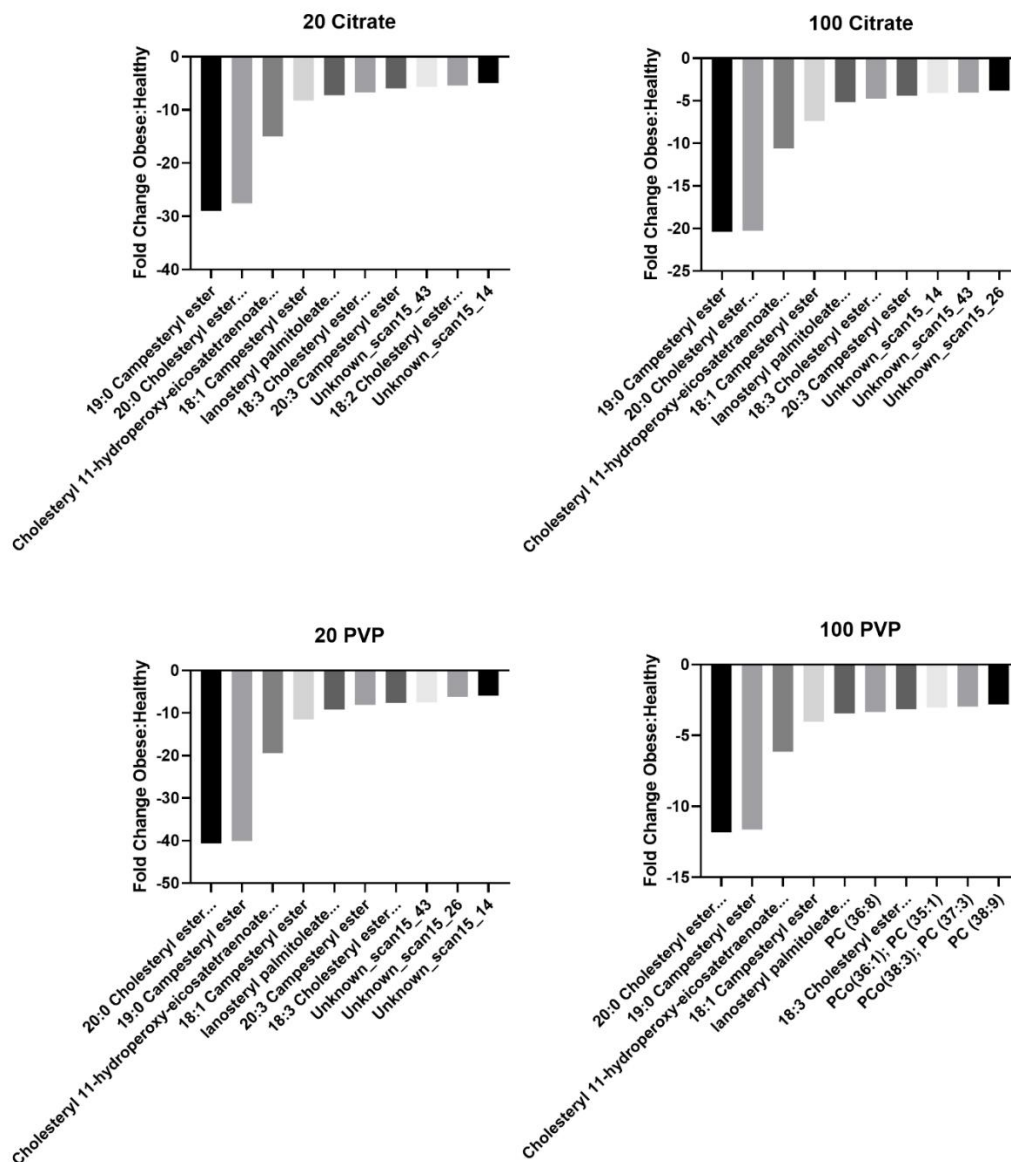 20 Citrate
Fold Change Obese:Healthy
0
-10
-20
-30
-40
19:0 Campesteryl ester
20:0 Cholesteryl ester...
Cholesteryl 11-hydroperoxy-eicosatetraenoate...
18:1 Campesteryl ester
lanosteryl palmitoleate...
18:3 Cholesteryl ester...
20:3 Campesteryl ester
Unknown_scan15_43
18:2 Cholesteryl ester...
Unknown_scan15_14
100 Citrate
Fold Change Obese:Healthy
0
-5
-10
-15
-20
-25
19:0 Campesteryl ester
20:0 Cholesteryl ester...
Cholesteryl 11-hydroperoxy-eicosatetraenoate...
18:1 Campesteryl ester
lanosteryl palmitoleate...
18:3 Cholesteryl ester...
20:3 Campesteryl ester
Unknown_scan15_14
Unknown_scan15_43
Unknown_scan15_26
20 PVP
Fold Change Obese:Healthy
0
-10
-20
-30
-40
-50
20:0 Cholesteryl ester...
19:0 Campesteryl ester
Cholesteryl 11-hydroperoxy-eicosatetraenoate...
18:1 Campesteryl ester
lanosteryl palmitoleate...
20:3 Campesteryl ester
18:3 Cholesteryl ester...
Unknown_scan15_43
Unknown_scan15_26
Unknown_scan15_14
100 PVP
Fold Change Obese:Healthy
0
-5
-10
-15
20:0 Cholesteryl ester...
19:0 Campesteryl ester
Cholesteryl 11-hydroperoxy-eicosatetraenoate...
18:1 Campesteryl ester
lanosteryl palmitoleate...
PC (36:8)
18:3 Cholesteryl ester...
PCo(36:1); PC (35:1)
PCo(38:3); PC (37:3)
PC (38:9)